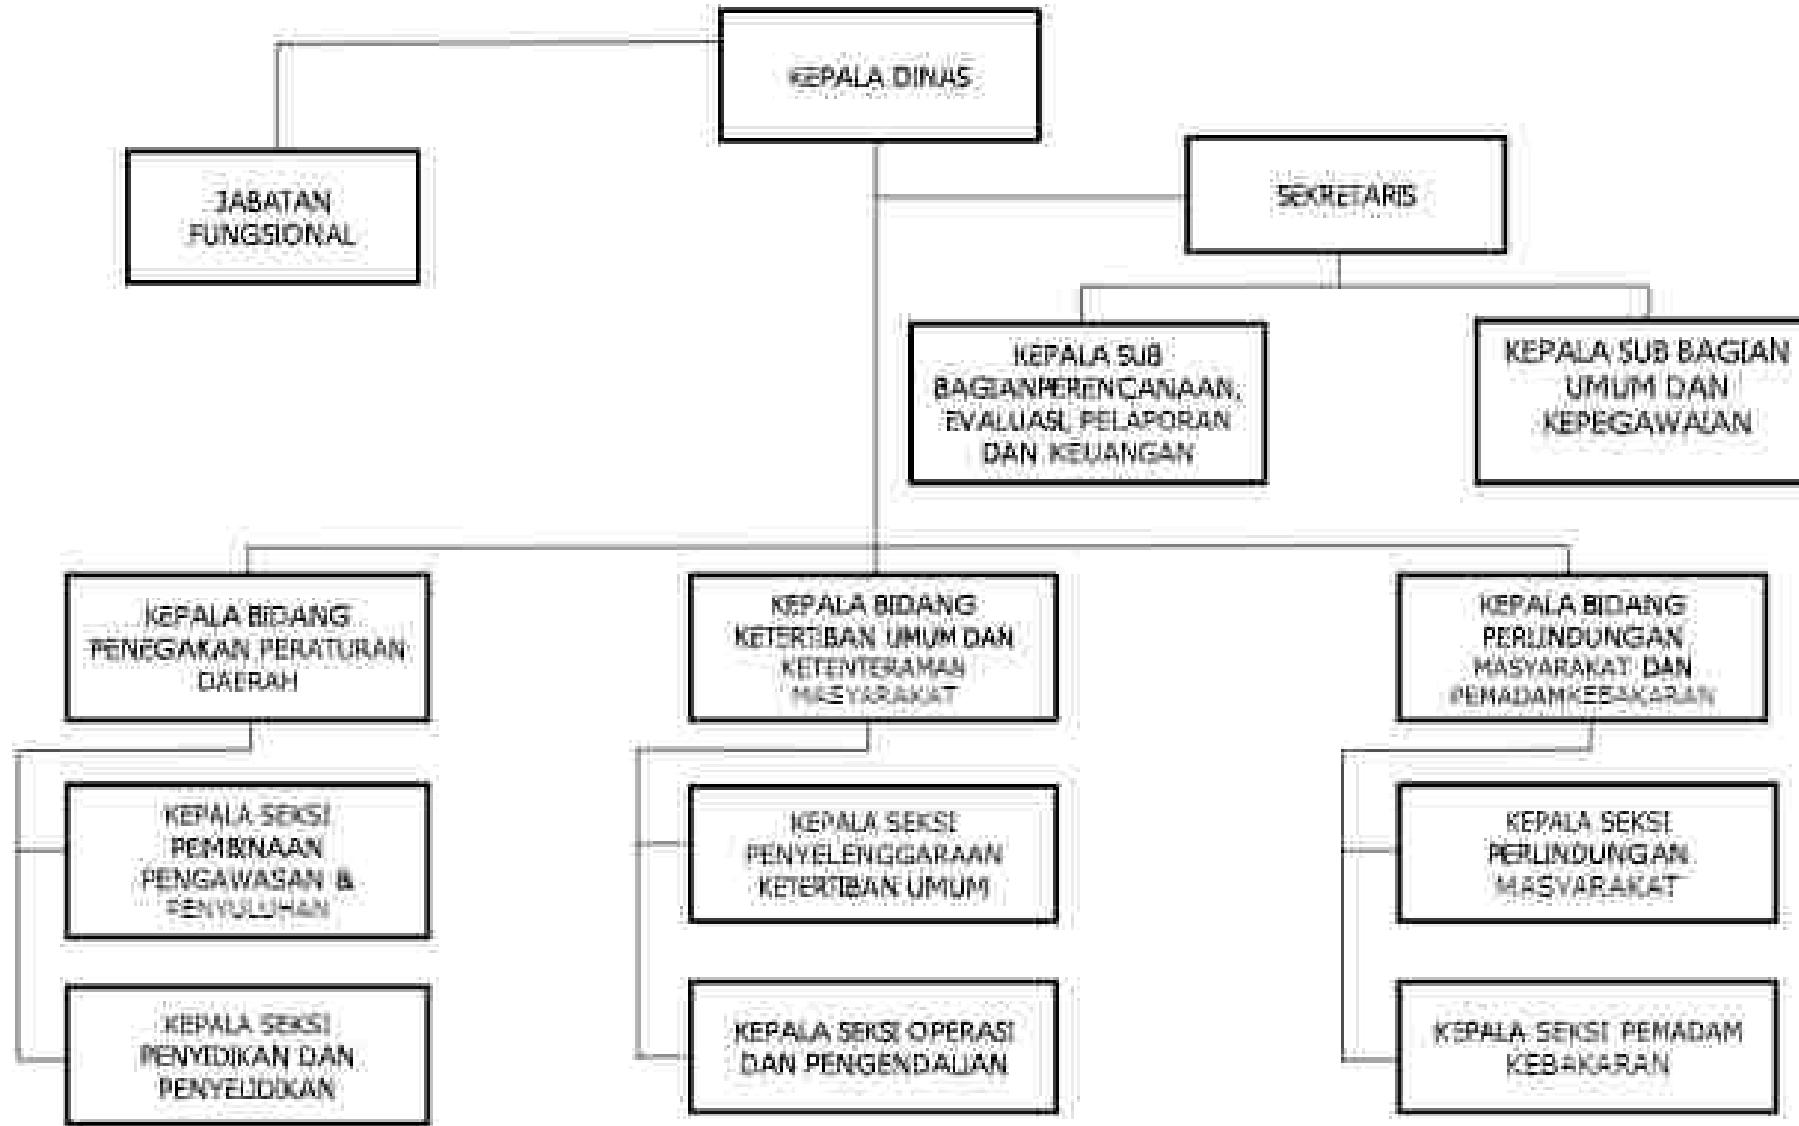 KEPALA DINAS
JABATAN
FUNGSIONAL
SEKRETARIS
KEPALA SUB
BAGIANPERENCANAAN,
EVALUASI, PELAPORAN
DAN KEUANGAN
KEPALA SUB BAGIAN
UMUM DAN
KEPEGAWAIAN
KEPALA BIDANG
PENEGAKAN PERATURAN
DAERAH
KEPALA BIDANG
KETERTIBAN UMUM DAN
KETENTERAMAN
MASYARAKAT
KEPALA BIDANG
PERLINDUNGAN
MASYARAKAT DAN
PEMADAMKEBAKARAN
KEPALA SEKSI
PEMBINAAN
PENGAWASAN &
PENYULUHAN
KEPALA SEKSI
PENYELENGGARAAN
KETERTIBAN UMUM
KEPALA SEKSI
PERLINDUNGAN
MASYARAKAT
KEPALA SEKSI
PENYIDIKAN DAN
PENYELIDIKAN
KEPALA SEKSI OPERASI
DAN PENGENDALIAN
KEPALA SEKSI PEMADAM
KEBAKARAN